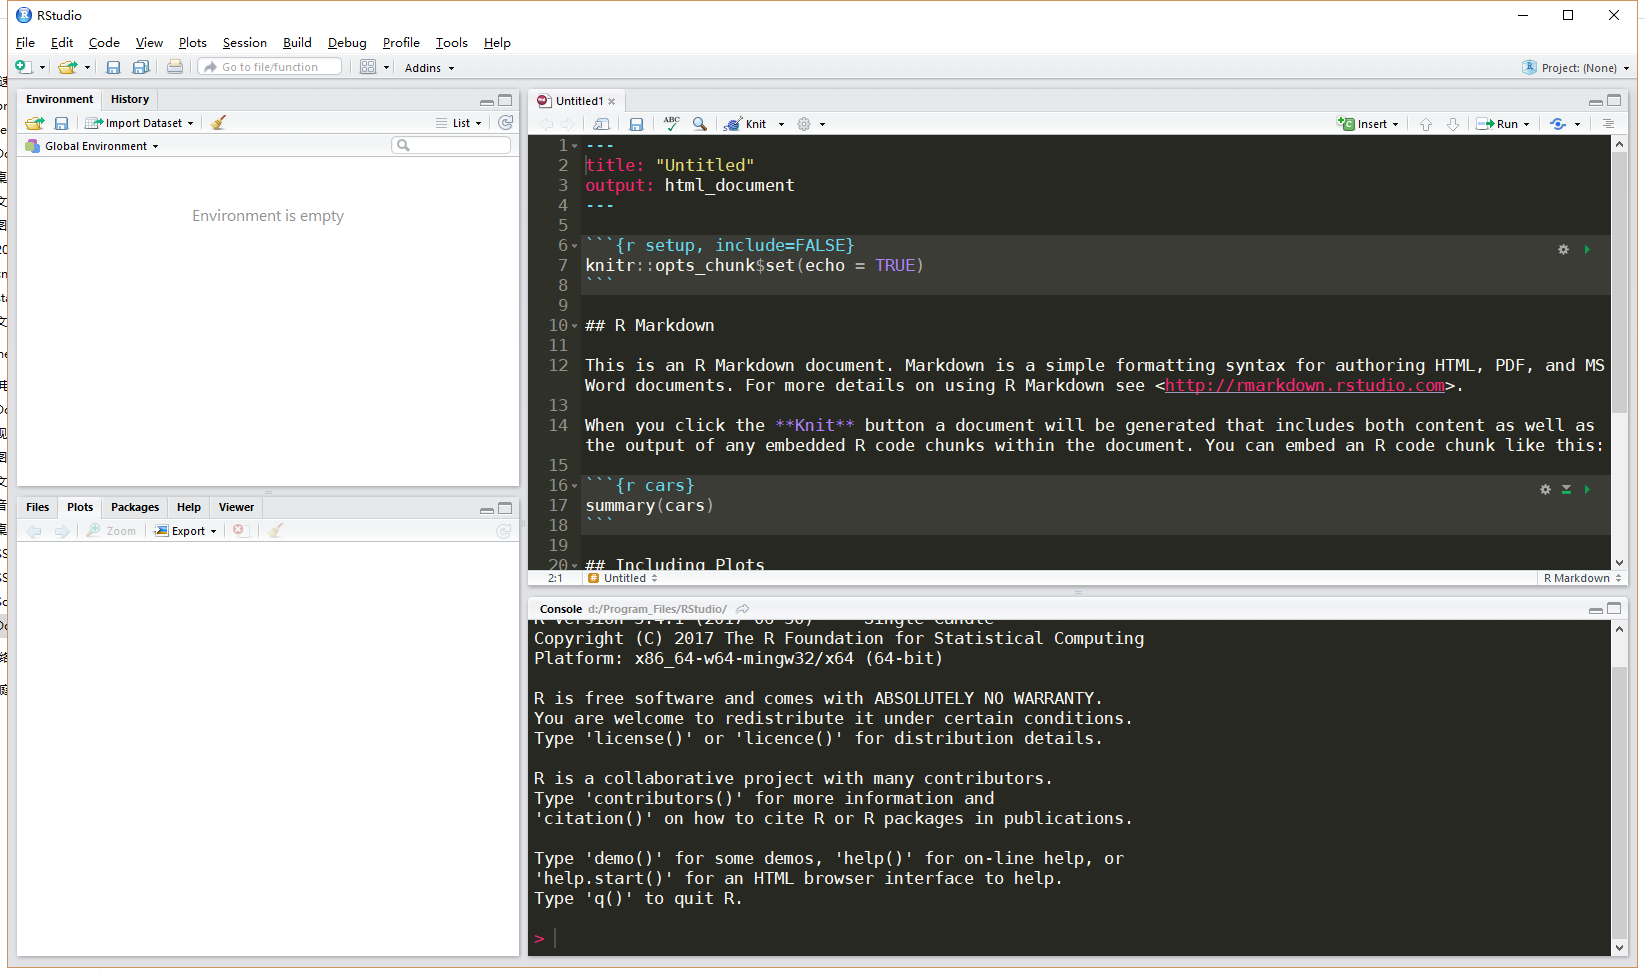 RStudio
File Edit Code View Plots Session Build Debug Profile Tools Help
Go to file/function Addins Project: (None)
Environment History
Import Dataset List
Global Environment
Environment is empty
Files Plots Packages Help Viewer
Zoom Export
Untitled1
ABC Knit Insert Run
1 ---
2 title: "Untitled"
3 output: html_document
4 ---
5
6 ```{r setup, include=FALSE}
7 knitr::opts_chunk$set(echo = TRUE)
8 ```
9
10 ## R Markdown
11
12 This is an R Markdown document. Markdown is a simple formatting syntax for authoring HTML, PDF, and MS
Word documents. For more details on using R Markdown see <http://rmarkdown.rstudio.com>.
13
14 When you click the **Knit** button a document will be generated that includes both content as well as
the output of any embedded R code chunks within the document. You can embed an R code chunk like this:
15
16 ```{r cars}
17 summary(cars)
18 ```
19
20 ## Including Plots
2:1 Untitled R Markdown
Console d:/Program_Files/RStudio/
R version 3.4.1 (2017-06-30) -- "Single Candle"
Copyright (C) 2017 The R Foundation for Statistical Computing
Platform: x86_64-w64-mingw32/x64 (64-bit)
R is free software and comes with ABSOLUTELY NO WARRANTY.
You are welcome to redistribute it under certain conditions.
Type 'license()' or 'licence()' for distribution details.
R is a collaborative project with many contributors.
Type 'contributors()' for more information and
'citation()' on how to cite R or R packages in publications.
Type 'demo()' for some demos, 'help()' for on-line help, or
'help.start()' for an HTML browser interface to help.
Type 'q()' to quit R.
>